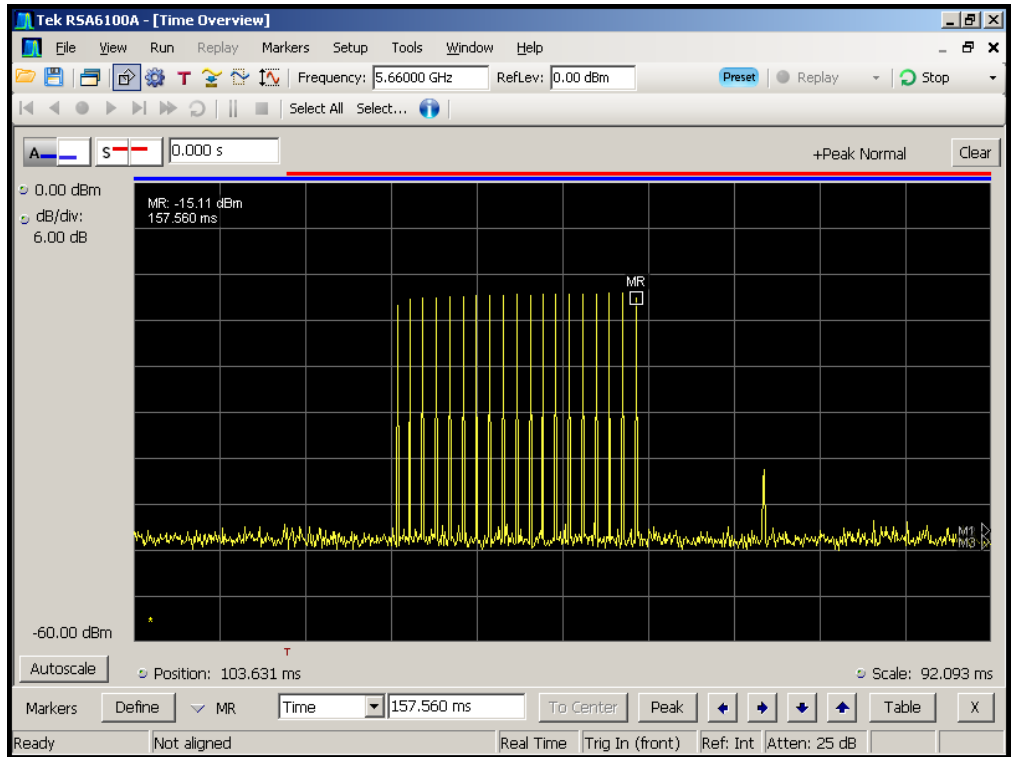 Tek RSA6100A - [Time Overview]
File View Run Replay Markers Setup Tools Window Help
T Frequency: 5.66000 GHz RefLev: 0.00 dBm Preset Replay Stop
Select All Select...
A S 0.000 s +Peak Normal Clear
0.00 dBm
dB/div:
6.00 dB
MR: -15.11 dBm
157.560 ms
MR
M1
M3
-60.00 dBm
*
T
Autoscale Position: 103.631 ms Scale: 92.093 ms
Markers Define MR Time 157.560 ms To Center Peak Table X
Ready Not aligned Real Time Trig In (front) Ref: Int Atten: 25 dB